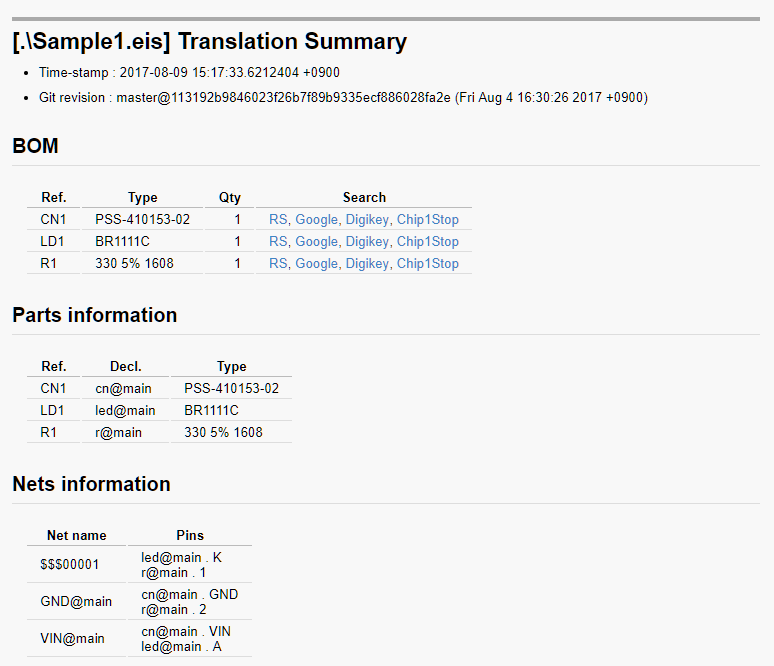 [.\Sample1.eis] Translation Summary
Time-stamp : 2017-08-09 15:17:33.6212404 +0900
Git revision : master@113192b9846023f26b7f89b9335ecf886028fa2e (Fri Aug 4 16:30:26 2017 +0900)
BOM
Ref. Type Qty Search
CN1 PSS-410153-02 1 RS, Google, Digikey, Chip1Stop
LD1 BR1111C 1 RS, Google, Digikey, Chip1Stop
R1 330 5% 1608 1 RS, Google, Digikey, Chip1Stop
Parts information
Ref. Decl. Type
CN1 cn@main PSS-410153-02
LD1 led@main BR1111C
R1 r@main 330 5% 1608
Nets information
Net name Pins
$$$00001 led@main . K
r@main . 1
GND@main cn@main . GND
r@main . 2
VIN@main cn@main . VIN
led@main . A